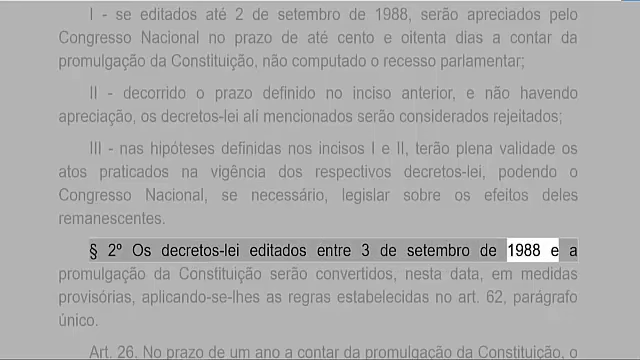 I - se editados até 2 de setembro de 1988, serão apreciados pelo
Congresso Nacional no prazo de até cento e oitenta dias a contar da
promulgação da Constituição, não computado o recesso parlamentar;
II - decorrido o prazo definido no inciso anterior, e não havendo
apreciação, os decretos-lei alí mencionados serão considerados rejeitados;
III - nas hipóteses definidas nos incisos I e II, terão plena validade os
atos praticados na vigência dos respectivos decretos-lei, podendo o
Congresso Nacional, se necessário, legislar sobre os efeitos deles
remanescentes.
§ 2º Os decretos-lei editados entre 3 de setembro de 1988 e a
promulgação da Constituição serão convertidos, nesta data, em medidas
provisórias, aplicando-se-lhes as regras estabelecidas no art. 62, parágrafo
único.
Art. 26. No prazo de um ano a contar da promulgação da Constituição, o